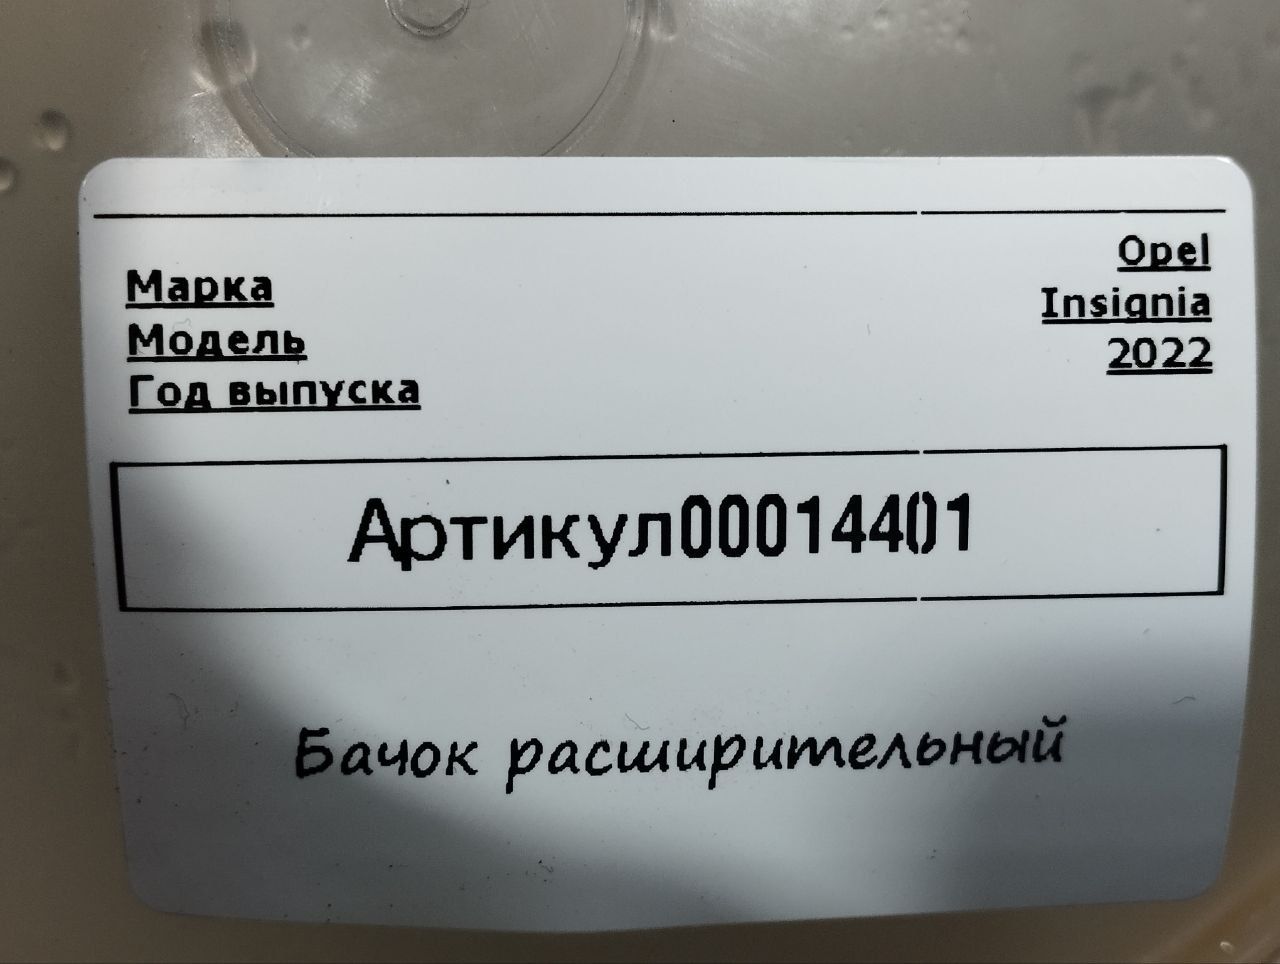 Opel
Марка
Insignia
Модель
2022
Год выпуска
Артикул00014401
Бачок расширительный